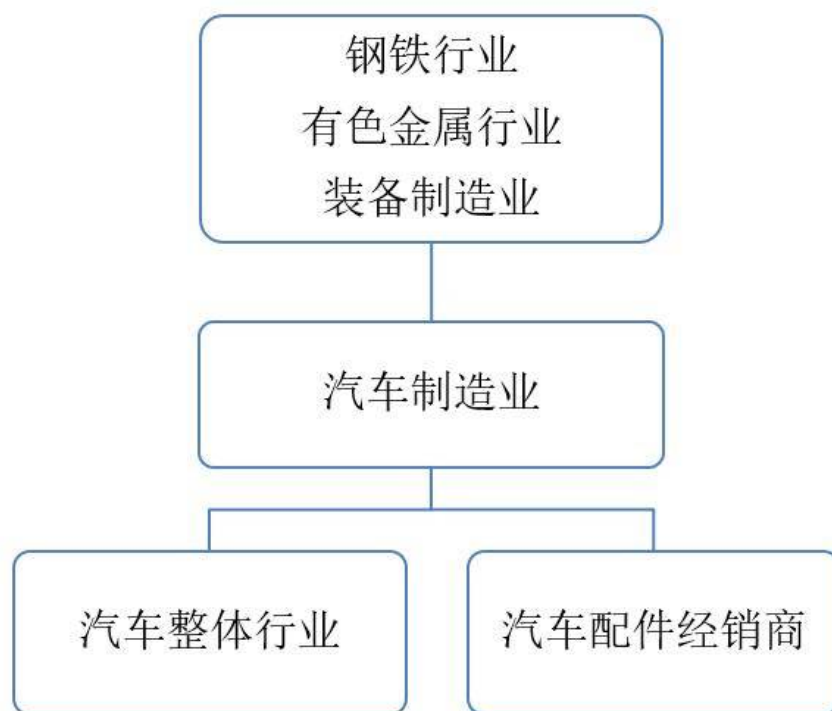 钢铁行业
有色金属行业
装备制造业
汽车制造业
汽车整体行业
汽车配件经销商